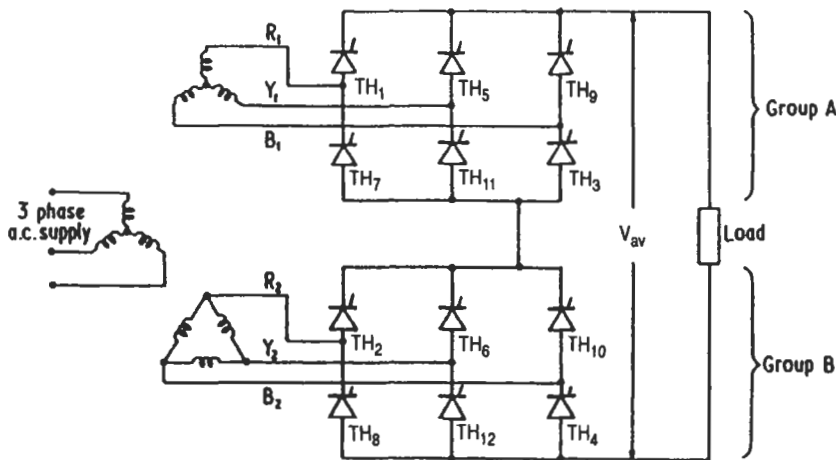 R₁
TH₁
TH₅
TH₉
Y₁
B₁
TH₇
TH₁₁
TH₃
Group A
3 phase
a.c. supply
V_av
Load
R₂
TH₂
TH₆
TH₁₀
Y₂
B₂
TH₈
TH₁₂
TH₄
Group B